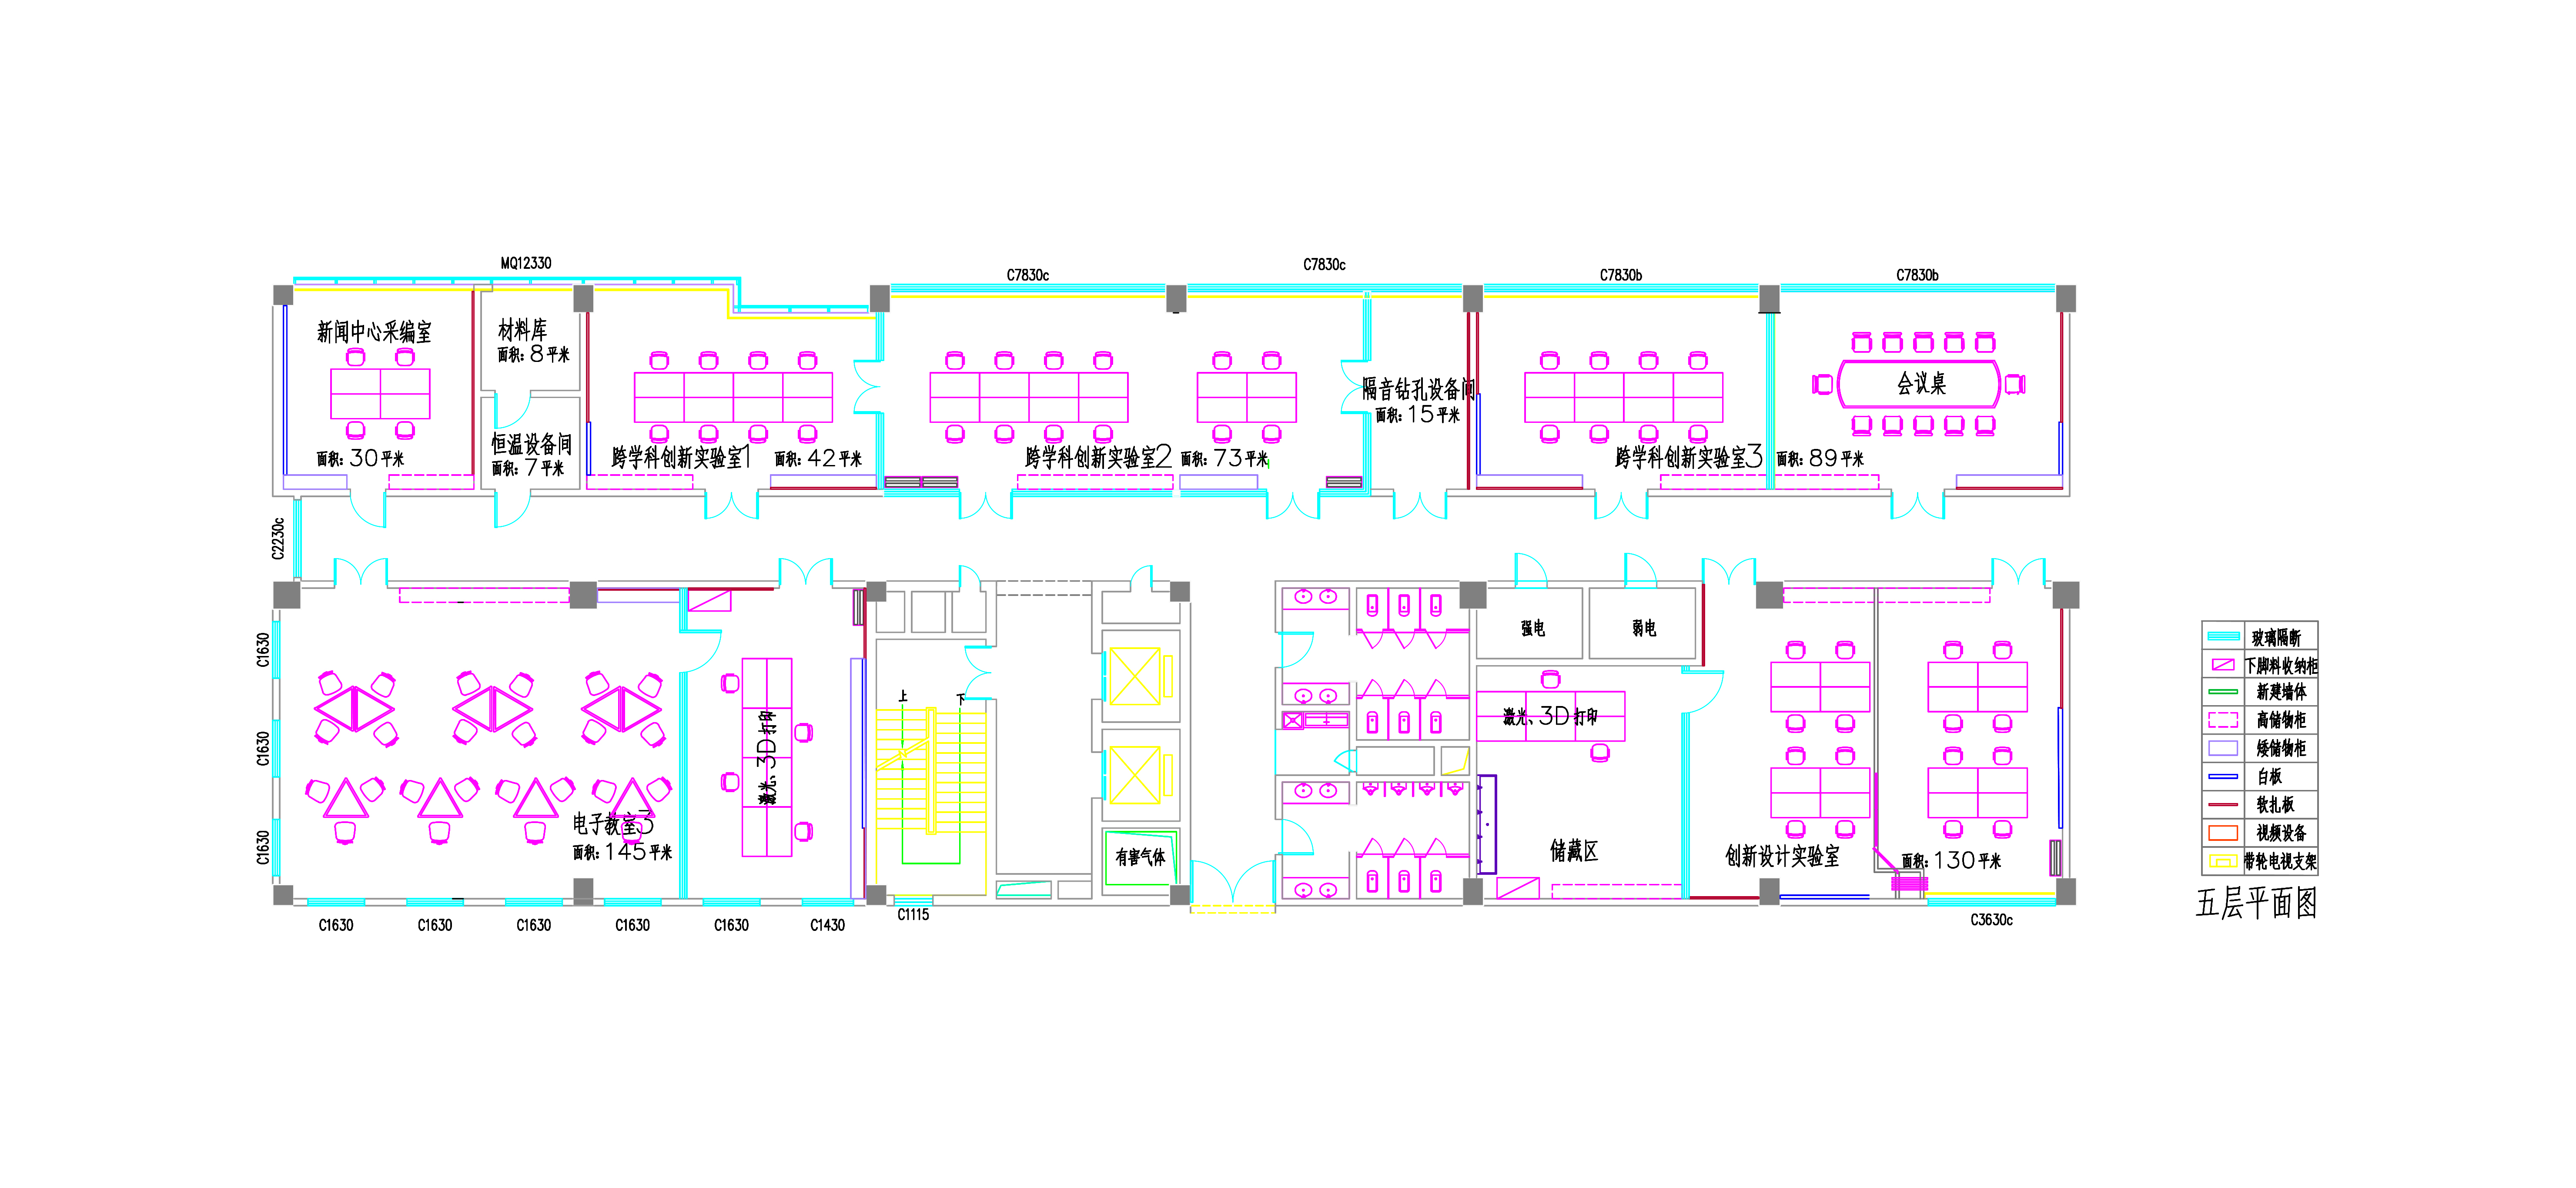 MQ12330
C7830c
C7830c
C7830b
C7830b
新闻中心采编室
面积: 30平米
材料库
面积: 8平米
恒温设备间
面积: 7平米
跨学科创新实验室1
面积: 42平米
跨学科创新实验室2
面积: 73平米
隔音钻孔设备间
面积: 15平米
跨学科创新实验室3
面积: 89平米
会议桌
C2230c
C1630
C1630
C1630
电子教室3
面积: 145平米
激光、3D打印
上
下
有害气体
强电
弱电
激光、3D打印
储藏区
创新设计实验室
面积: 130平米
C1630
C1630
C1630
C1630
C1630
C1430
C1115
C3630c
玻璃隔断
下脚料收纳柜
新建墙体
高储物柜
矮储物柜
白板
软扎板
视频设备
带轮电视支架
五层平面图